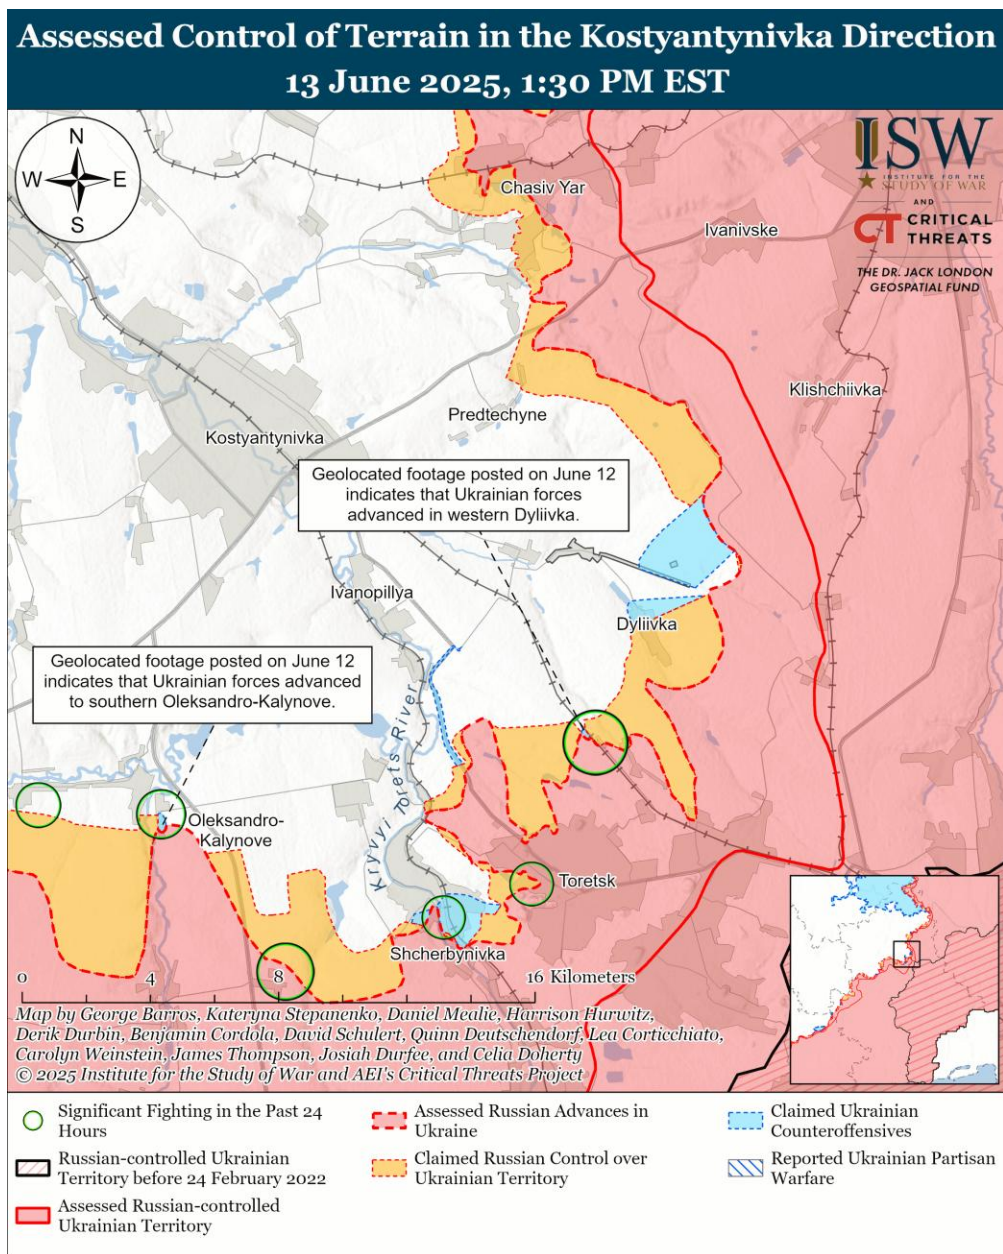 Assessed Control of Terrain in the Kostyantynivka Direction
13 June 2025, 1:30 PM EST
N
W E
S
ISW
INSTITUTE FOR THE
STUDY OF WAR
AND
CT CRITICAL
THREATS
THE DR. JACK LONDON
GEOSPATIAL FUND
Chasiv Yar
Ivanivske
Klishchiivka
Predtechyne
Kostyantynivka
Geolocated footage posted on June 12
indicates that Ukrainian forces
advanced in western Dyliivka.
Ivanopillya
Dyliivka
Geolocated footage posted on June 12
indicates that Ukrainian forces advanced
to southern Oleksandro-Kalynove.
Kryvyi Torets River
Oleksandro-
Kalynove
Toretsk
Shcherbynivka
0 4 8 16 Kilometers
Map by George Barros, Kateryna Stepanenko, Daniel Mealie, Harrison Hurwitz,
Derik Durbin, Benjamin Cordola, David Schulert, Quinn Deutschendorf, Lea Corticchiato,
Carolyn Weinstein, James Thompson, Josiah Durfee, and Celia Doherty
© 2025 Institute for the Study of War and AEI's Critical Threats Project
Significant Fighting in the Past 24
Hours
Russian-controlled Ukrainian
Territory before 24 February 2022
Assessed Russian-controlled
Ukrainian Territory
Assessed Russian Advances in
Ukraine
Claimed Russian Control over
Ukrainian Territory
Claimed Ukrainian
Counteroffensives
Reported Ukrainian Partisan
Warfare